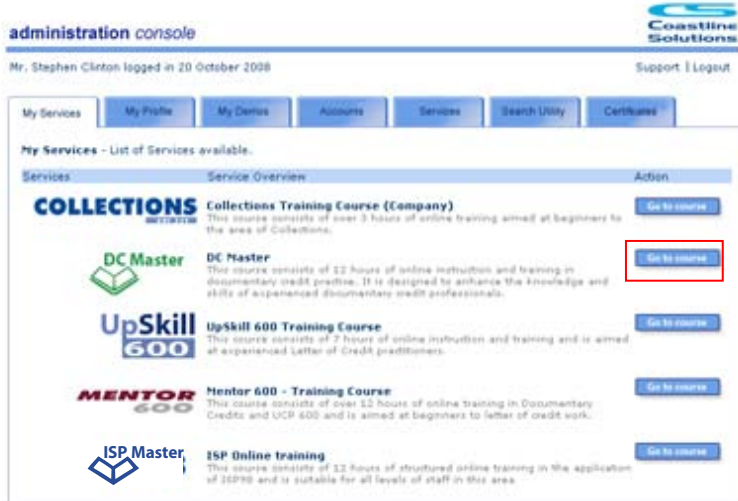 Coastline
Solutions
administration console
Mr. Stephen Clinton logged in 20 October 2008
Support | Logout
My Services My Profile My Demos Accounts Services Search Utility Certificates
My Services - List of Services available.
Services Service Overview Action
COLLECTIONS
Collections Training Course (Company)
Go to course
This course consists of over 3 hours of online training aimed at beginners to
the area of Collections.
DC Master
DC Master
Go to course
This course consists of 12 hours of online instruction and training in
documentary credit practise. It is designed to enhance the knowledge and
skills of experienced documentary credit professionals.
UpSkill
600
UpSkill 600 Training Course
Go to course
This course consists of 7 hours of online instruction and training and is aimed
at experienced Letter of Credit practitioners.
MENTOR
600
Mentor 600 - Training Course
Go to course
This course consists of over 12 hours of online training in Documentary
Credits and UCP 600 and is aimed at beginners to letter of credit work.
ISP Master
ISP Online training
Go to course
This course consists of 12 hours of structured online training in the application
of ISP98 and is suitable for all levels of staff in this area